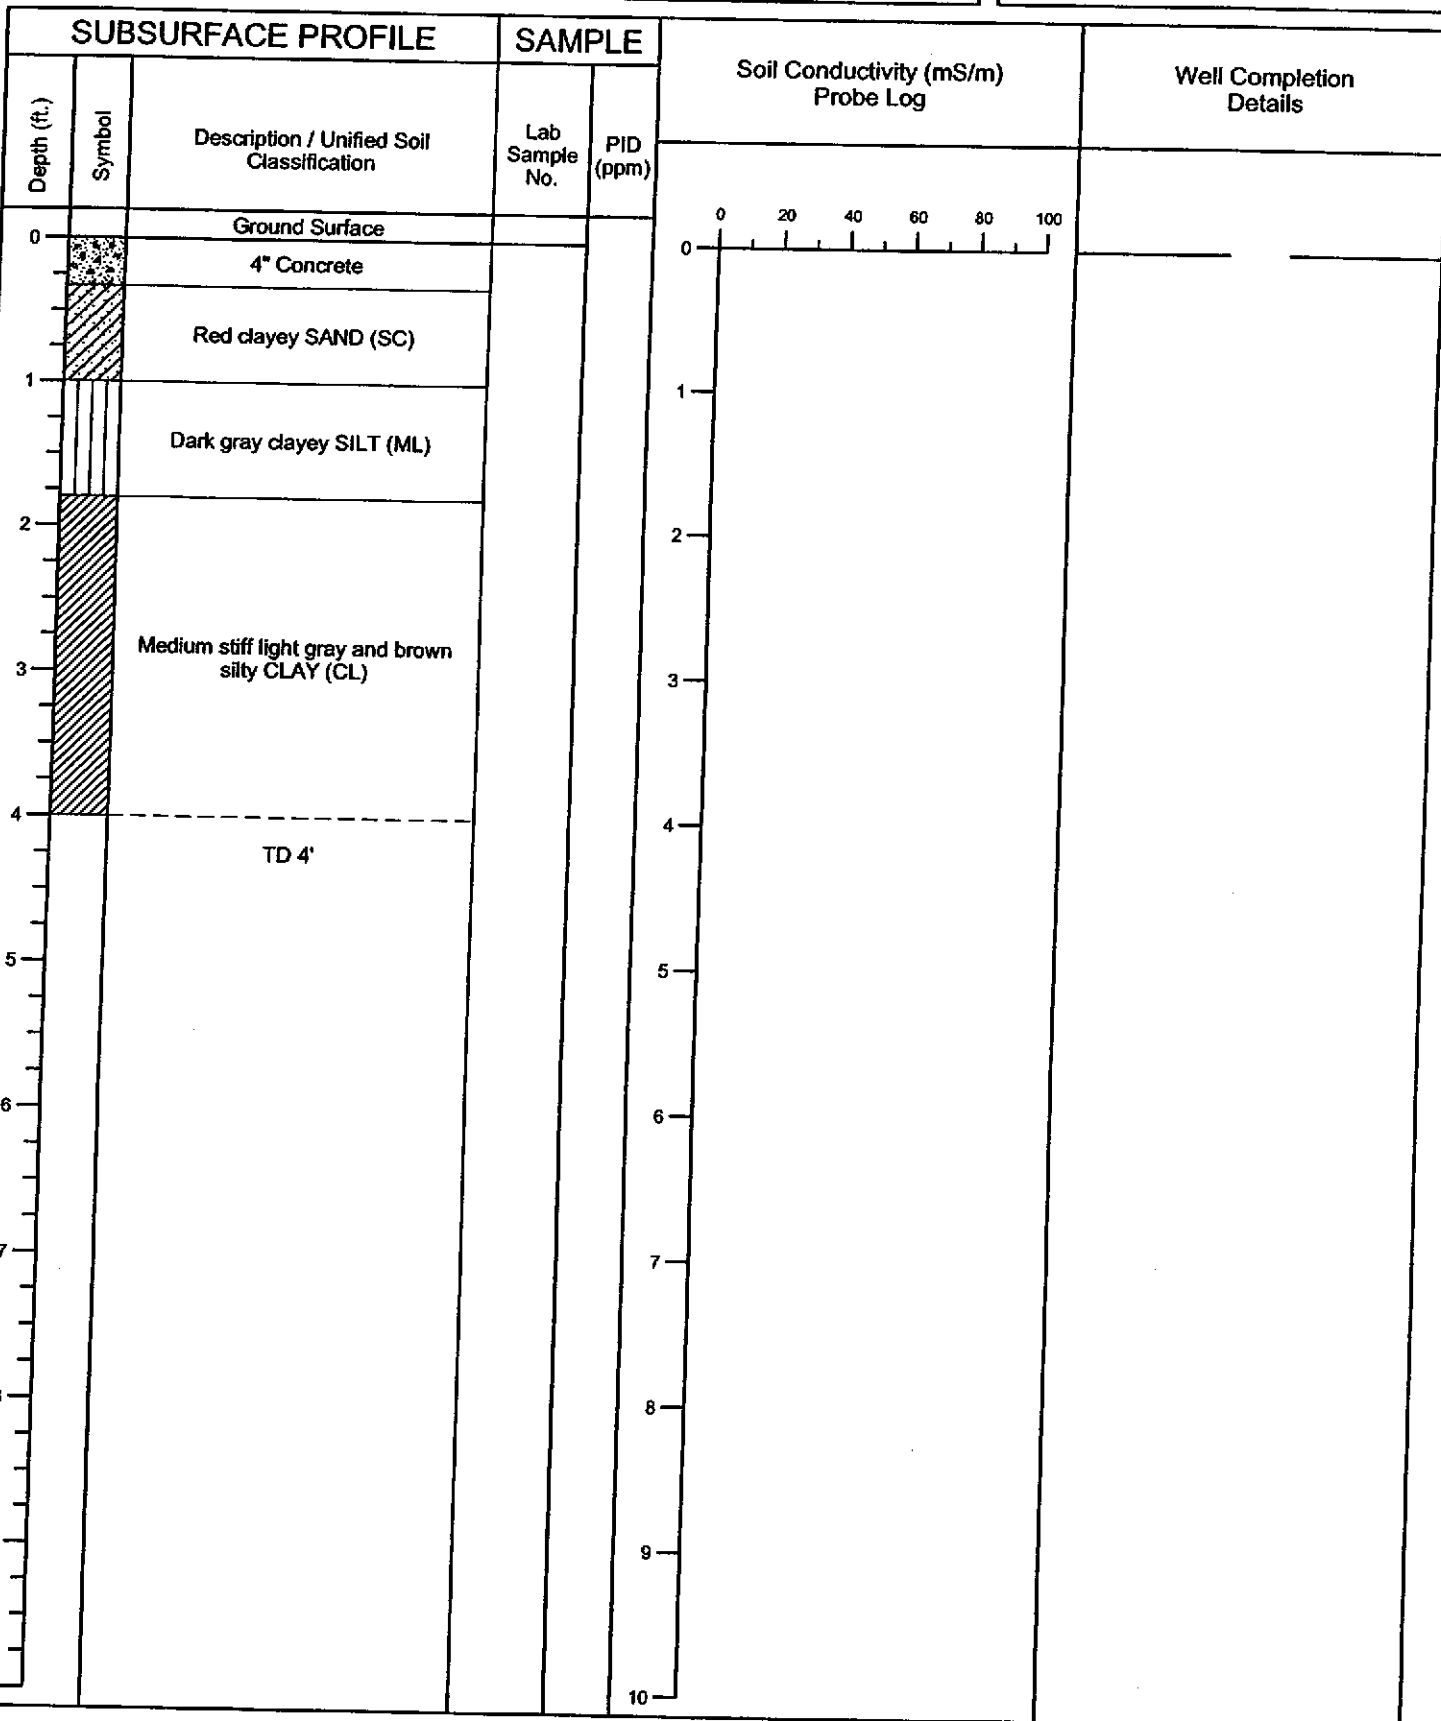 SUBSURFACE PROFILE
SAMPLE
Soil Conductivity (mS/m)
Probe Log
Well Completion
Details
Depth (ft.)
Symbol
Description / Unified Soil
Classification
Lab
Sample
No.
PID
(ppm)
Ground Surface
0 20 40 60 80 100
0
0
4" Concrete
Red clayey SAND (SC)
1
1
Dark gray clayey SILT (ML)
2
2
Medium stiff light gray and brown
silty CLAY (CL)
3
3
4
4
TD 4'
5
5
6
6
7
7
8
9
10